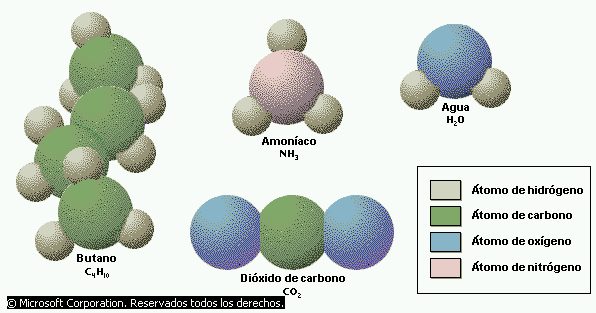 Butano
C₄H₁₀
Amoníaco
NH₃
Agua
H₂O
Dióxido de carbono
CO₂
Átomo de hidrógeno
Átomo de carbono
Átomo de oxígeno
Átomo de nitrógeno
© Microsoft Corporation. Reservados todos los derechos.